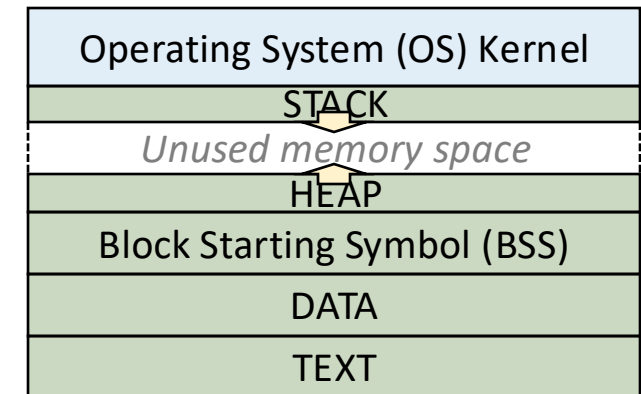 Operating System (OS) Kernel
STACK
Unused memory space
HEAP
Block Starting Symbol (BSS)
DATA
TEXT